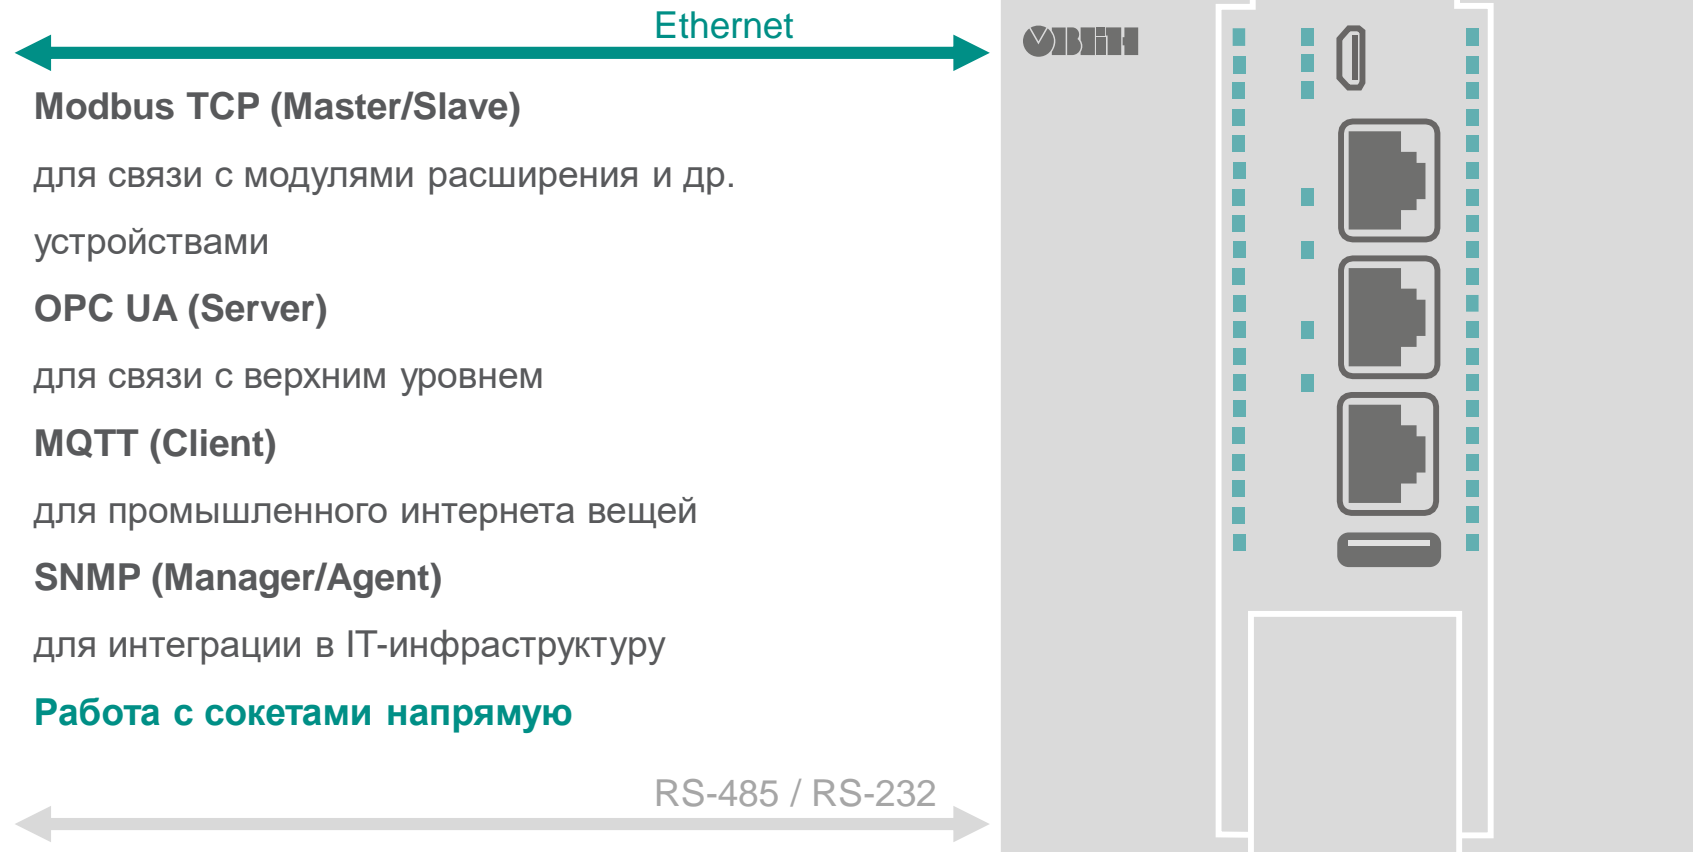 Ethernet
ОВЕН
Modbus TCP (Master/Slave)
для связи с модулями расширения и др.
устройствами
OPC UA (Server)
для связи с верхним уровнем
MQTT (Client)
для промышленного интернета вещей
SNMP (Manager/Agent)
для интеграции в IT-инфраструктуру
Работа с сокетами напрямую
RS-485 / RS-232